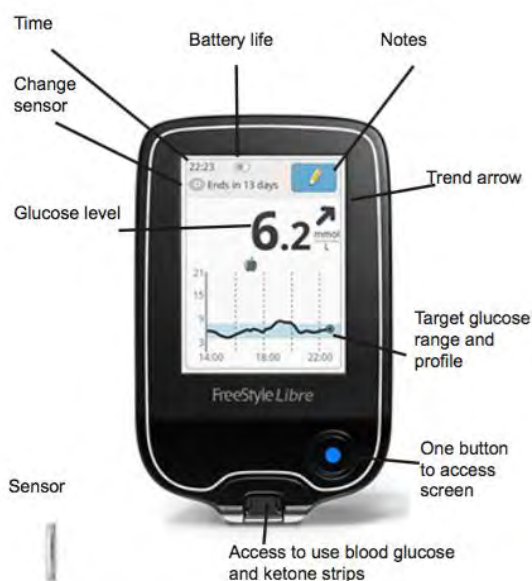 Time
Battery life
Notes
Change
sensor
22:23
Ends in 13 days
Trend arrow
Glucose level
6.2
mmol
L
21
15
9
3
14:00 18:00 22:00
Target glucose
range and
profile
FreeStyle Libre
One button
to access
screen
Sensor
Access to use blood glucose
and ketone strips